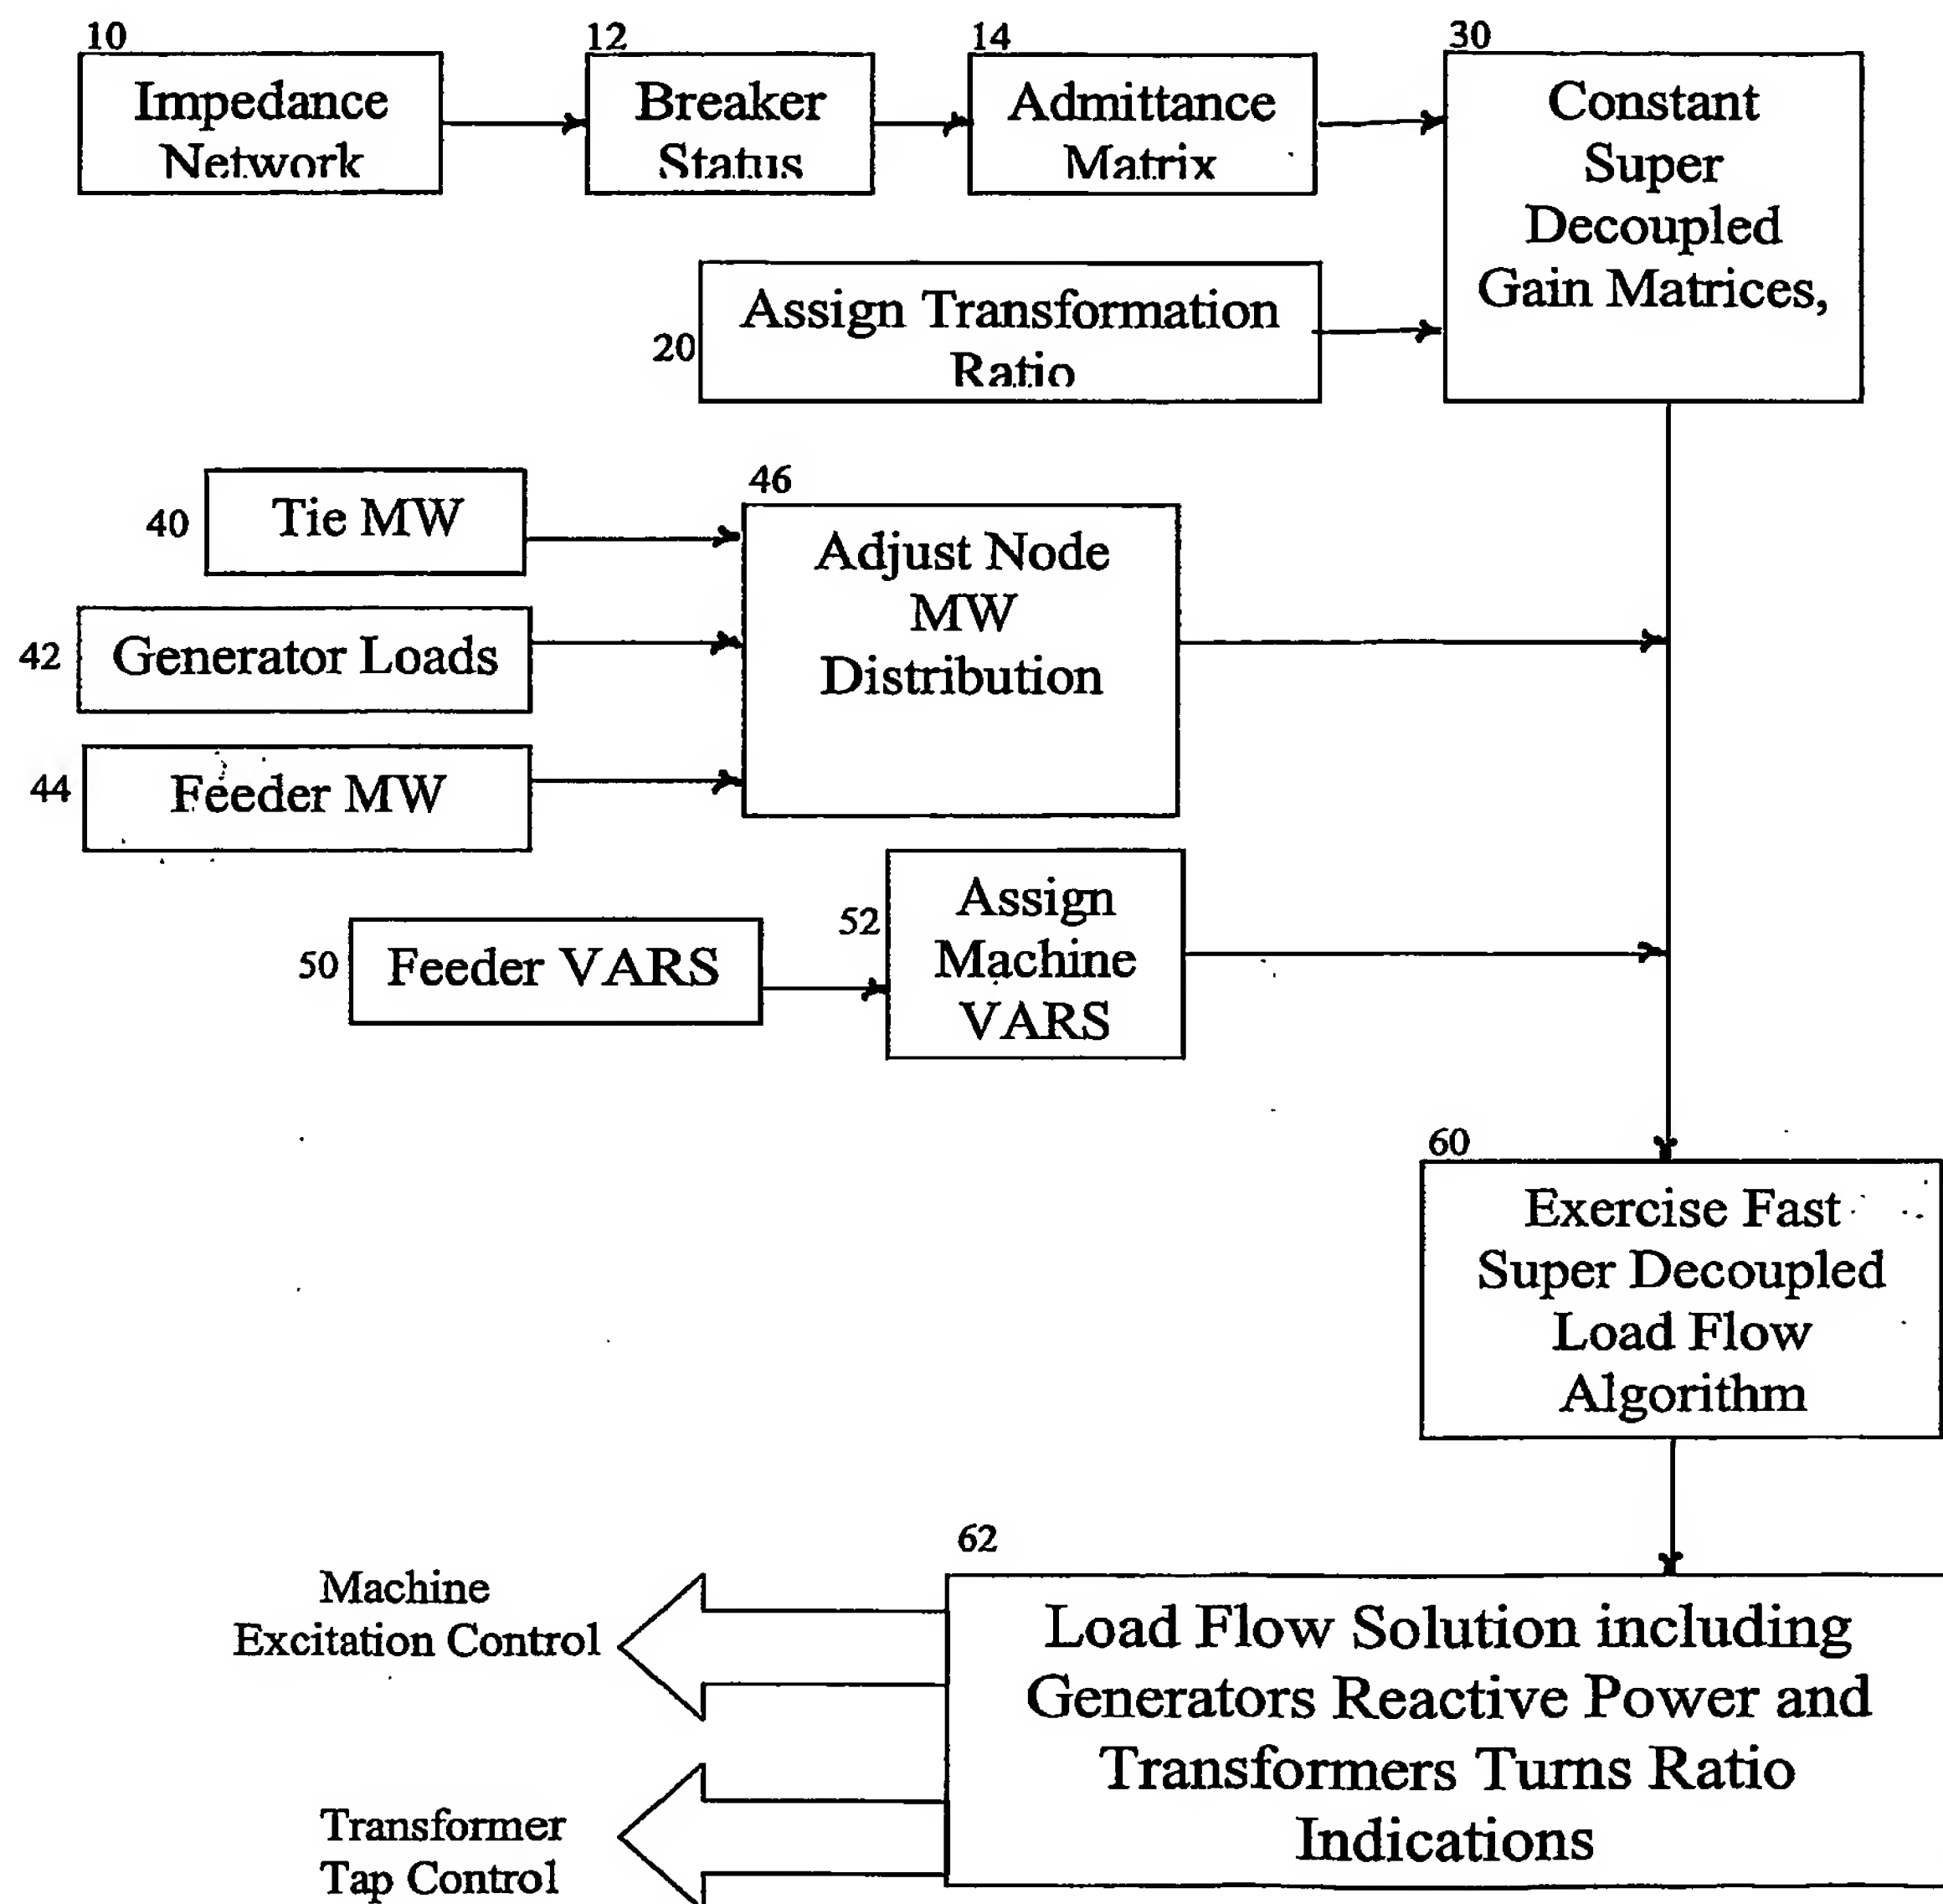 10
Impedance
Network
12
Breaker
Status
14
Admittance
Matrix
30
Constant
Super
Decoupled
Gain Matrices,
20
Assign Transformation
Ratio
40
Tie MW
42
Generator Loads
44
Feeder MW
46
Adjust Node
MW
Distribution
50
Feeder VARS
52
Assign
Machine
VARS
60
Exercise Fast
Super Decoupled
Load Flow
Algorithm
62
Load Flow Solution including
Generators Reactive Power and
Transformers Turns Ratio
Indications
Machine
Excitation Control
Transformer
Tap Control